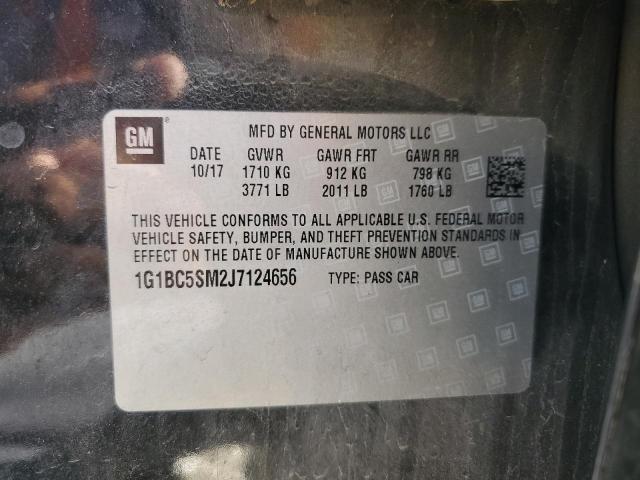 GM
®
MFD BY GENERAL MOTORS LLC
DATE GVWR GAWR FRT GAWR RR
10/17 1710 KG 912 KG 798 KG
3771 LB 2011 LB 1760 LB
THIS VEHICLE CONFORMS TO ALL APPLICABLE U.S. FEDERAL MOTOR
VEHICLE SAFETY, BUMPER, AND THEFT PREVENTION STANDARDS IN
EFFECT ON THE DATE OF MANUFACTURE SHOWN ABOVE.
1G1BC5SM2J7124656 TYPE: PASS CAR